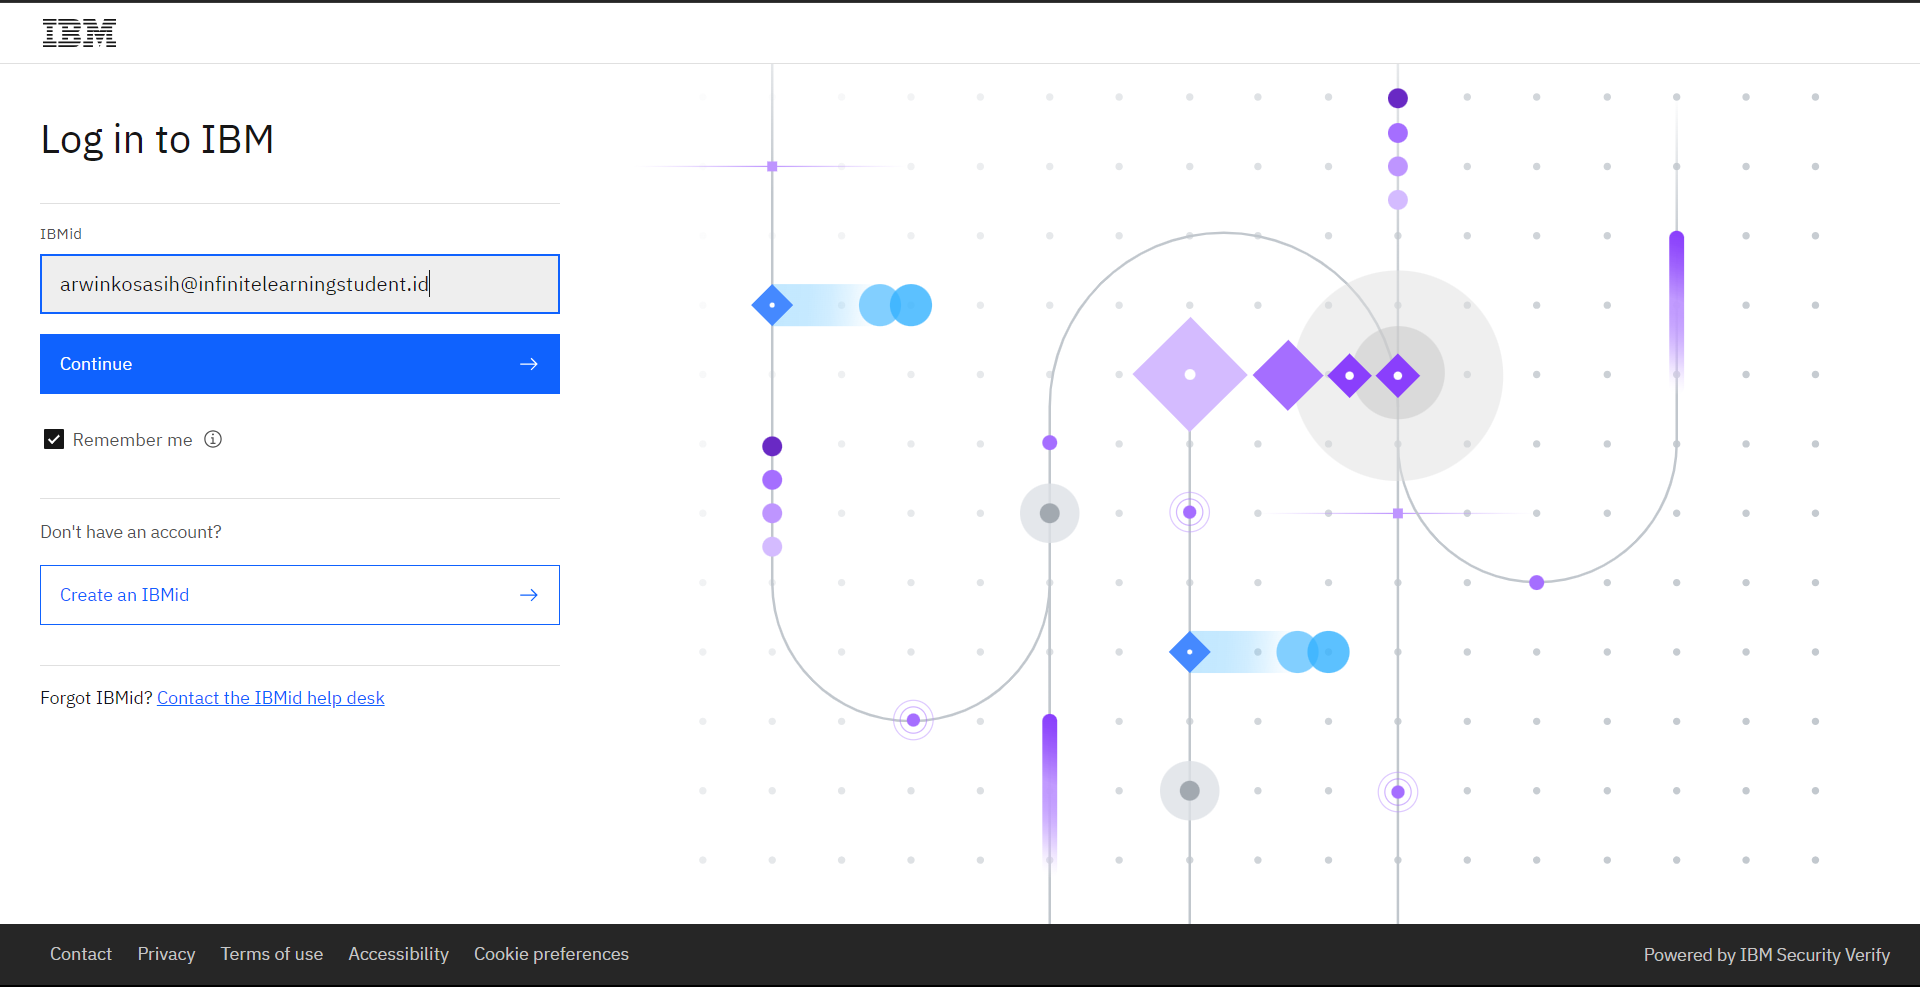 IBM
Log in to IBM
IBMid
arwinkosasih@infinitelearningstudent.id
Continue
Remember me
Don't have an account?
Create an IBMid
Forgot IBMid? Contact the IBMid help desk
Contact Privacy Terms of use Accessibility Cookie preferences Powered by IBM Security Verify